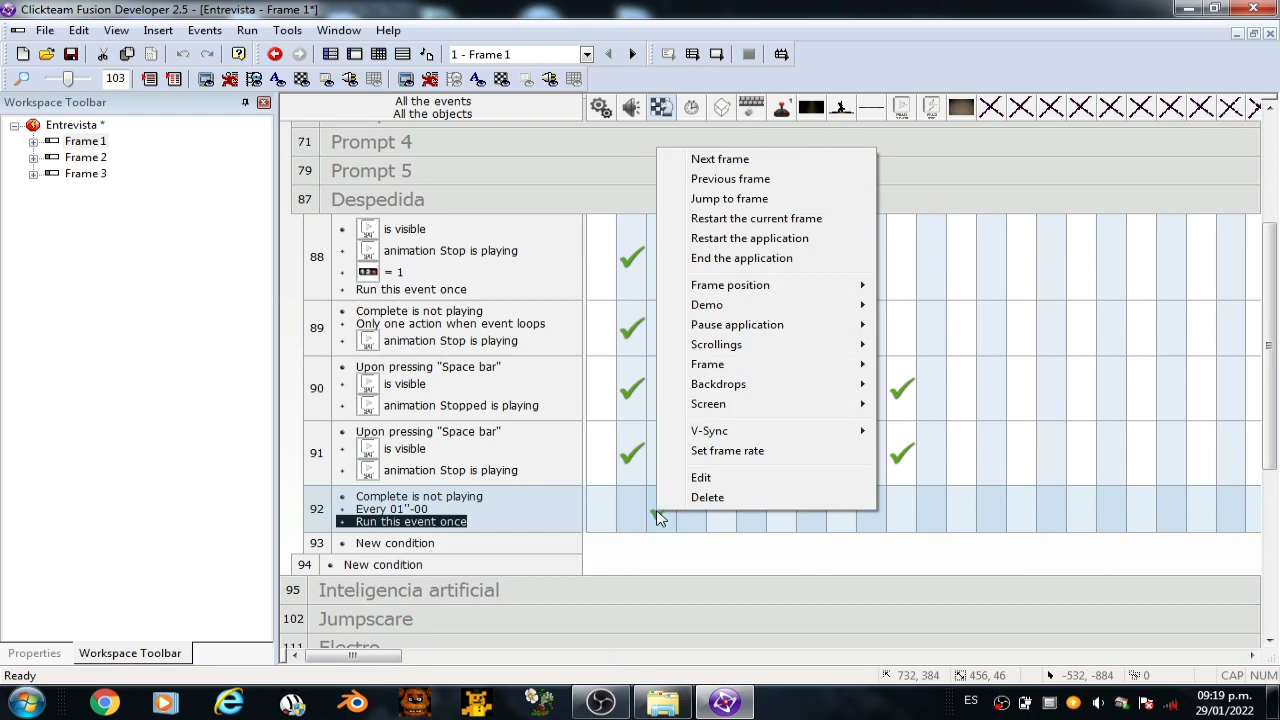 Clickteam Fusion Developer 2.5 - [Entrevista - Frame 1*]
File Edit View Insert Events Run Tools Window Help
1 - Frame 1
103
Workspace Toolbar
Entrevista *
Frame 1
Frame 2
Frame 3
All the events
All the objects
71 Prompt 4
79 Prompt 5
87 Despedida
88
is visible
animation Stop is playing
= 1
Run this event once
89
Complete is not playing
Only one action when event loops
animation Stop is playing
90
Upon pressing "Space bar"
is visible
animation Stopped is playing
91
Upon pressing "Space bar"
is visible
animation Stop is playing
92
Complete is not playing
Every 01"-00
Run this event once
93 New condition
94 New condition
95 Inteligencia artificial
102 Jumpscare
111 Electro
Next frame
Previous frame
Jump to frame
Restart the current frame
Restart the application
End the application
Frame position
Demo
Pause application
Scrollings
Frame
Backdrops
Screen
V-Sync
Set frame rate
Edit
Delete
Properties Workspace Toolbar
Ready
732, 384 456, 46 -532, -884 0 CAP NUM
ES
09:19 p.m.
29/01/2022